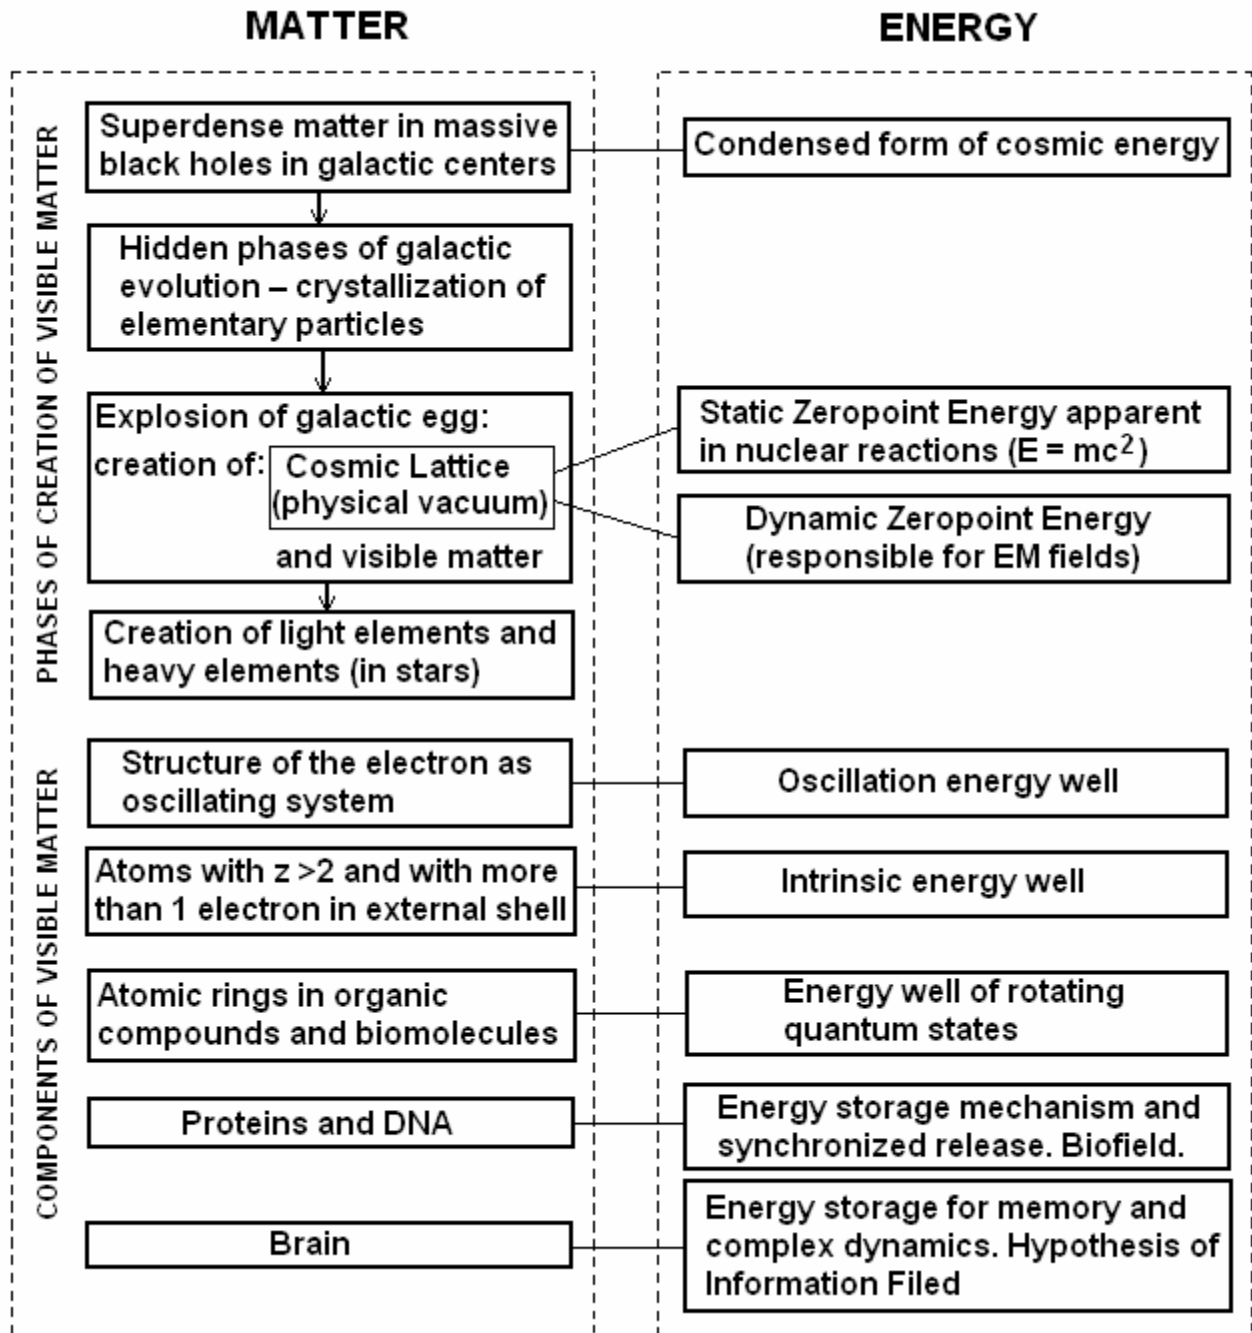 MATTER
ENERGY
PHASES OF CREATION OF VISIBLE MATTER
Superdense matter in massive
black holes in galactic centers
Condensed form of cosmic energy
Hidden phases of galactic
evolution – crystallization of
elementary particles
Explosion of galactic egg:
creation of:
Cosmic Lattice
(physical vacuum)
and visible matter
Static Zeropoint Energy apparent
in nuclear reactions (E = mc²)
Dynamic Zeropoint Energy
(responsible for EM fields)
Creation of light elements and
heavy elements (in stars)
COMPONENTS OF VISIBLE MATTER
Structure of the electron as
oscillating system
Oscillation energy well
Atoms with z >2 and with more
than 1 electron in external shell
Intrinsic energy well
Atomic rings in organic
compounds and biomolecules
Energy well of rotating
quantum states
Proteins and DNA
Energy storage mechanism and
synchronized release. Biofield.
Brain
Energy storage for memory and
complex dynamics. Hypothesis of
Information Filed